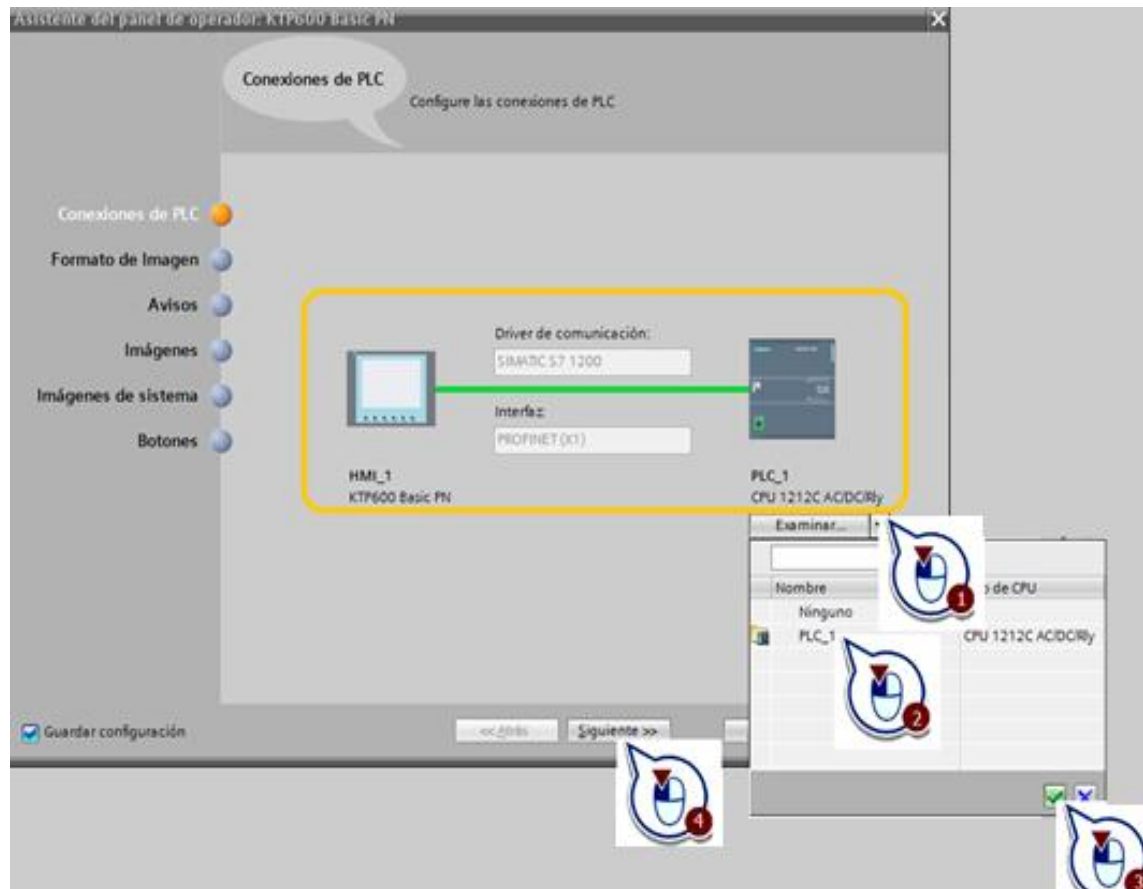 Asistente del panel de operador: KTP600 Basic PN
Conexiones de PLC
Configure las conexiones de PLC
Conexiones de PLC
Formato de Imagen
Avisos
Imágenes
Imágenes de sistema
Botones
Driver de comunicación:
SIMATIC S7 1200
Interfaz:
PROFINET (X1)
HMI_1
KTP600 Basic PN
PLC_1
CPU 1212C AC/DC/Rly
Examinar...
1
Nombre
de CPU
Ninguno
PLC_1
CPU 1212C AC/DC/Rly
2
Guardar configuración
<< Atrás
Siguiente >>
4
3